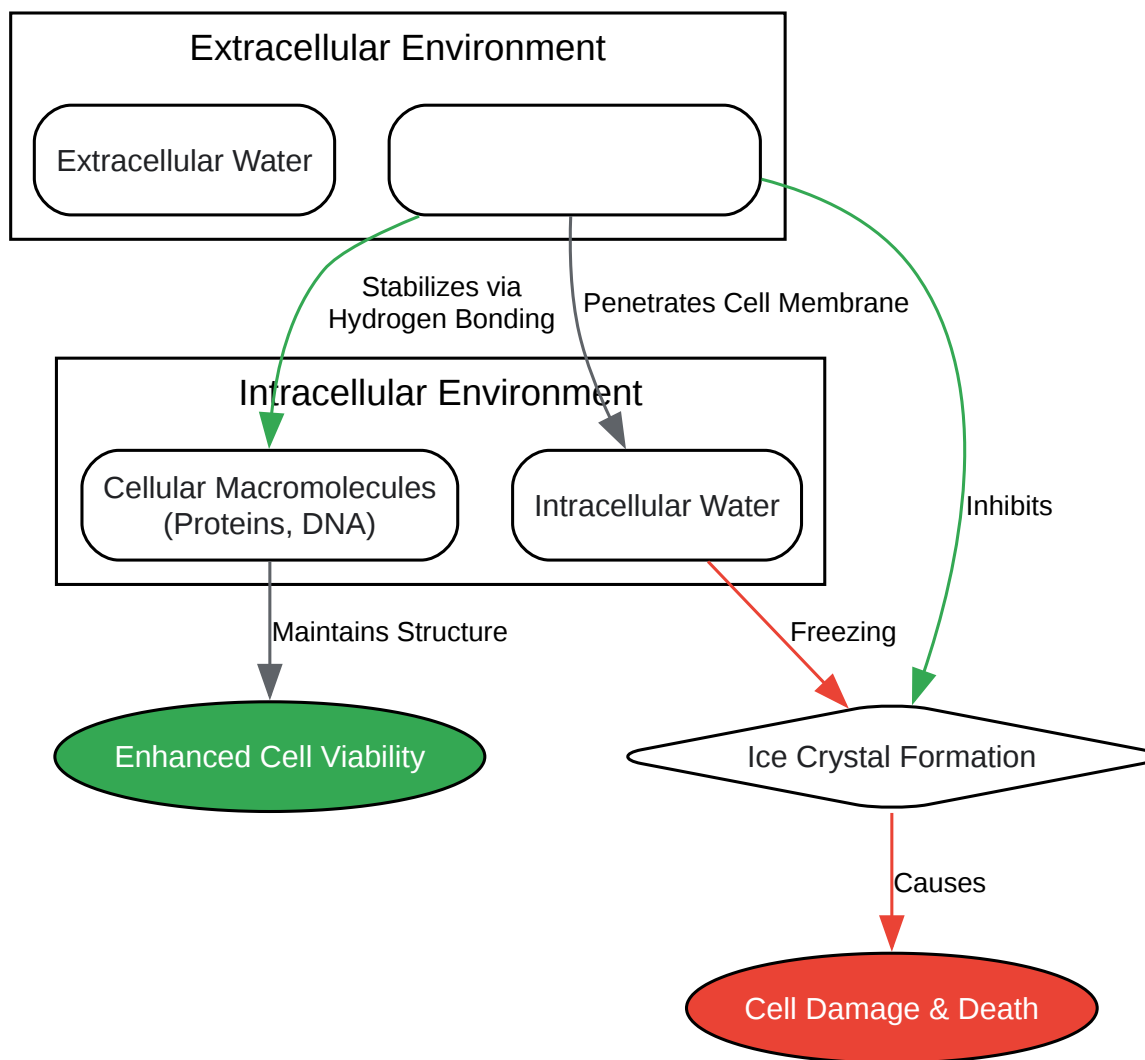 Extracellular Environment
Extracellular Water
Stabilizes via
Hydrogen Bonding
Penetrates Cell Membrane
Intracellular Environment
Cellular Macromolecules
(Proteins, DNA)
Intracellular Water
Inhibits
Maintains Structure
Freezing
Enhanced Cell Viability
Ice Crystal Formation
Causes
Cell Damage & Death